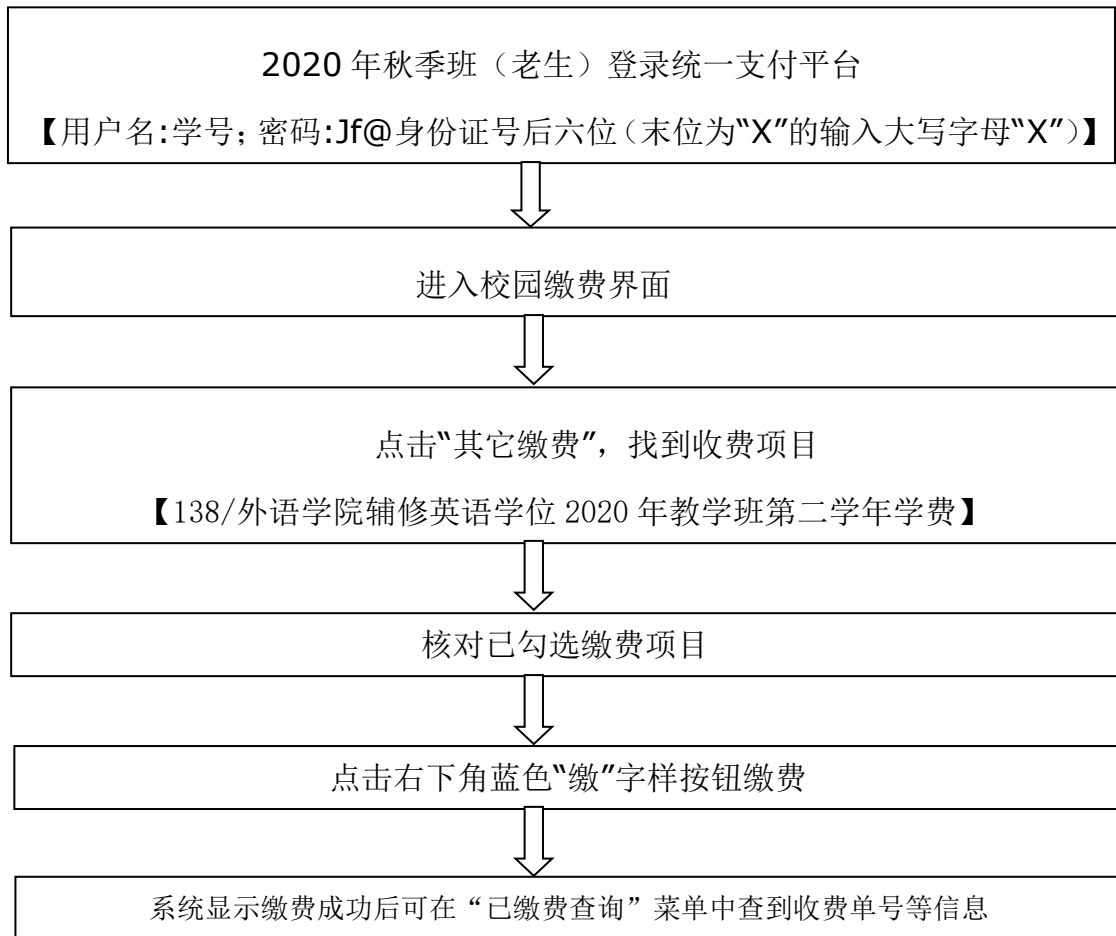 2020 年秋季班（老生）登录统一支付平台
【用户名:学号；密码:Jf@身份证号后六位（末位为“X”的输入大写字母“X”）】
进入校园缴费界面
点击“其它缴费”，找到收费项目
【138/外语学院辅修英语学位 2020 年教学班第二学年学费】
核对已勾选缴费项目
点击右下角蓝色“缴”字样按钮缴费
系统显示缴费成功后可在“已缴费查询”菜单中查到收费单号等信息